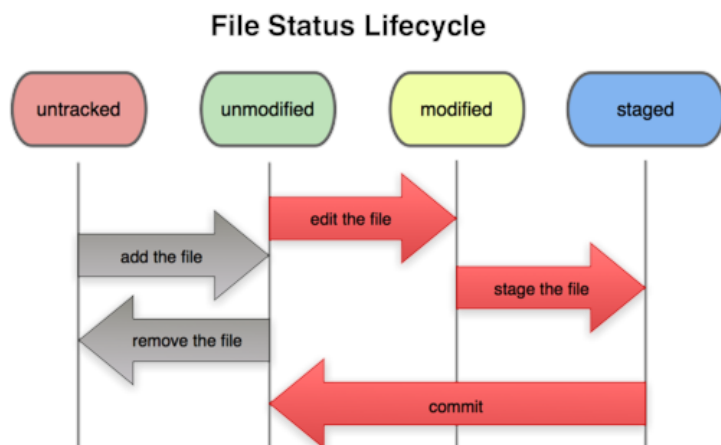 File Status Lifecycle
untracked
unmodified
modified
staged
edit the file
add the file
stage the file
remove the file
commit